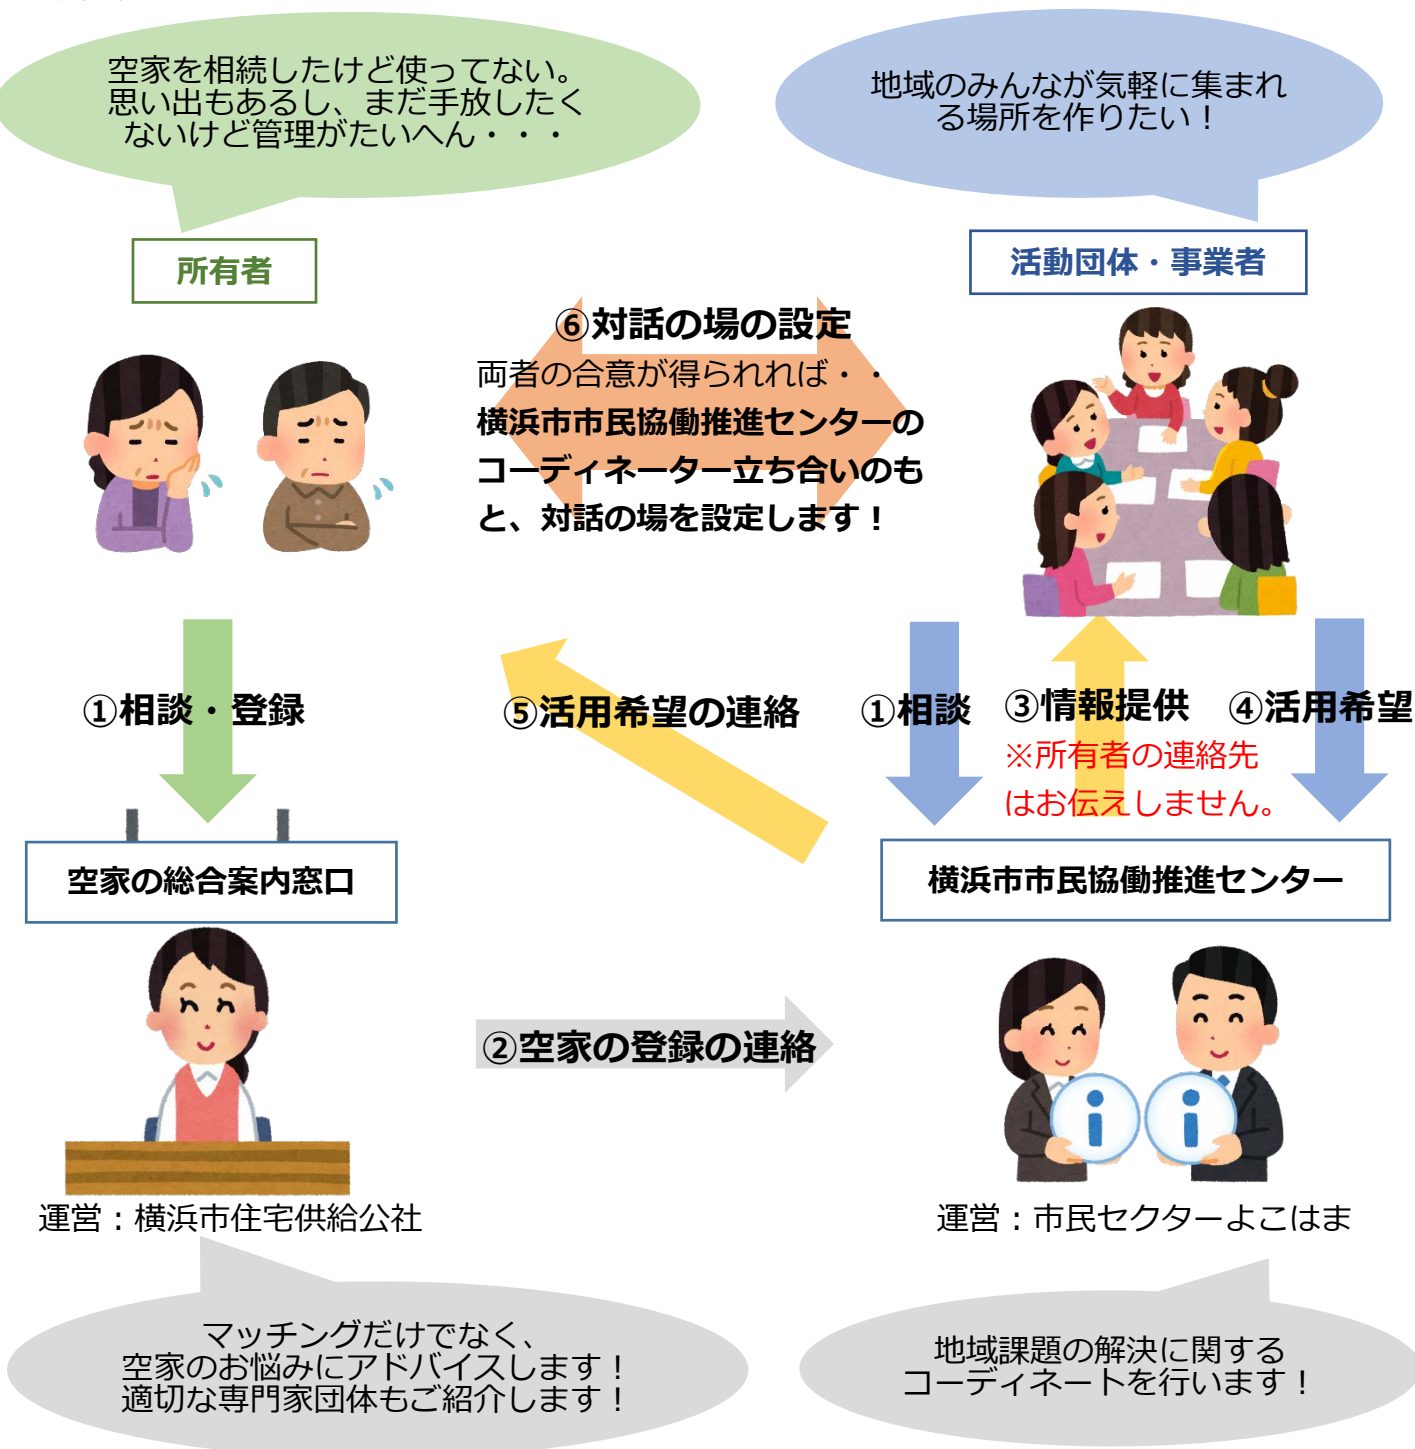 空家を相続したけど使ってない。
思い出もあるし、まだ手放したく
ないけど管理がたいへん・・・
地域のみんなが気軽に集まれ
る場所を作りたい！
所有者
活動団体・事業者
⑥対話の場の設定
両者の合意が得られれば・・
横浜市市民協働推進センターの
コーディネーター立ち合いのも
と、対話の場を設定します！
①相談・登録
⑤活用希望の連絡
①相談
③情報提供
※所有者の連絡先
はお伝えしません。
④活用希望
空家の総合案内窓口
横浜市市民協働推進センター
②空家の登録の連絡
運営：横浜市住宅供給公社
運営：市民セクターよこはま
マッチングだけでなく、
空家のお悩みにアドバイスします！
適切な専門家団体もご紹介します！
地域課題の解決に関する
コーディネートを行います！